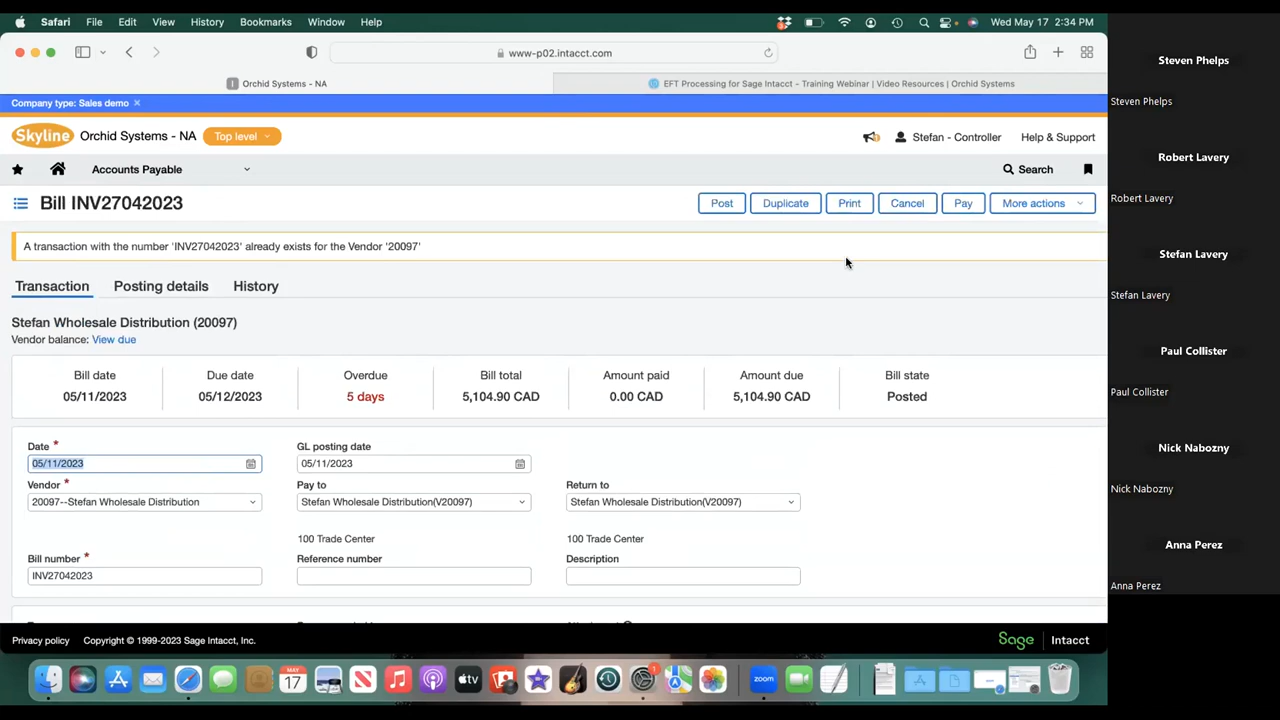 Safari File Edit View History Bookmarks Window Help Wed May 17 2:34 PM
www-p02.intacct.com
Orchid Systems - NA
EFT Processing for Sage Intacct - Training Webinar | Video Resources | Orchid Systems
Company type: Sales demo ×
Skyline Orchid Systems - NA Top level Stefan - Controller Help & Support
Accounts Payable Search
Bill INV27042023 Post Duplicate Print Cancel Pay More actions
A transaction with the number 'INV27042023' already exists for the Vendor '20097'
Transaction Posting details History
Stefan Wholesale Distribution (20097)
Vendor balance: View due
Bill date Due date Overdue Bill total Amount paid Amount due Bill state
05/11/2023 05/12/2023 5 days 5,104.90 CAD 0.00 CAD 5,104.90 CAD Posted
Date * GL posting date
05/11/2023 05/11/2023
Vendor * Pay to Return to
20097--Stefan Wholesale Distribution Stefan Wholesale Distribution(V20097) Stefan Wholesale Distribution(V20097)
100 Trade Center 100 Trade Center
Bill number * Reference number Description
INV27042023
Privacy policy Copyright © 1999-2023 Sage Intacct, Inc. Sage Intacct
MAY
17
tv
zoom
Steven Phelps
Steven Phelps
Robert Lavery
Robert Lavery
Stefan Lavery
Stefan Lavery
Paul Collister
Paul Collister
Nick Nabozny
Nick Nabozny
Anna Perez
Anna Perez